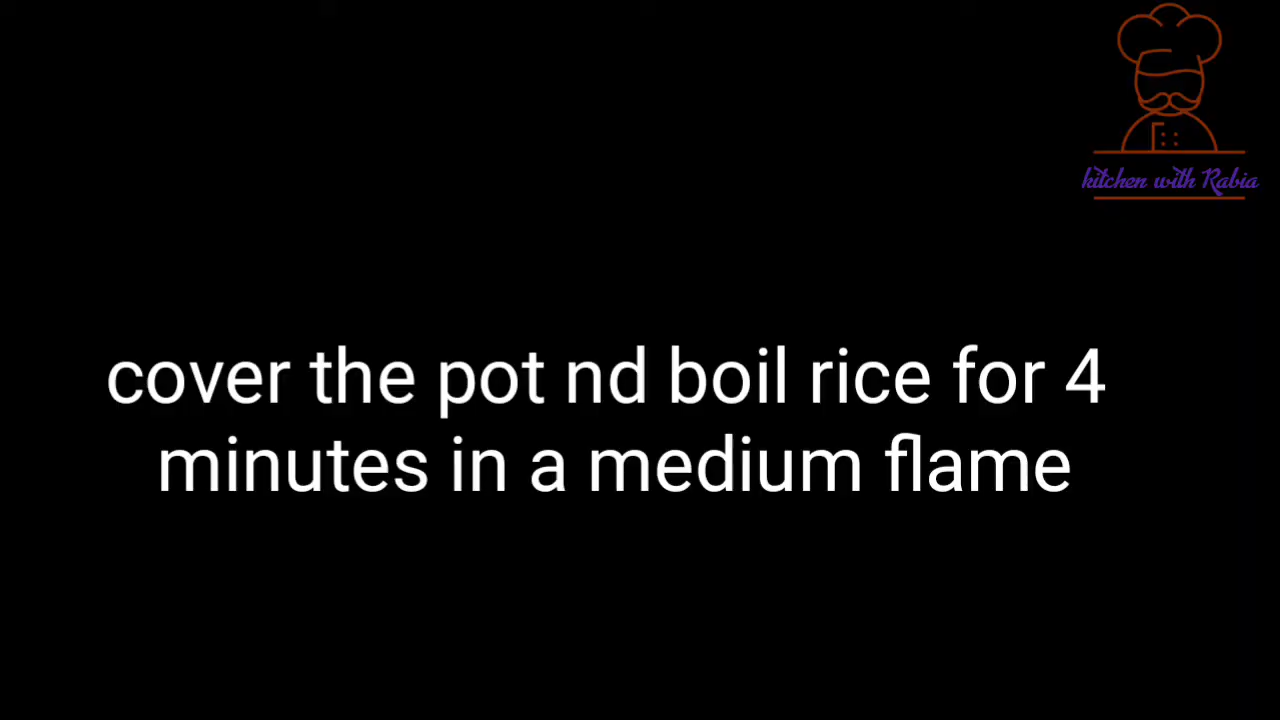 kitchen with Rabia
cover the pot nd boil rice for 4
minutes in a medium flame